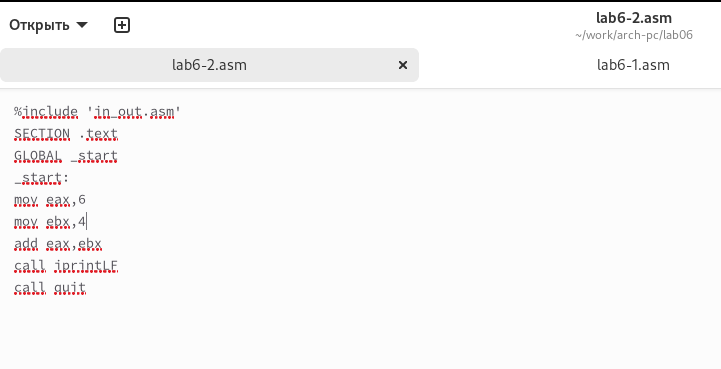 Открыть
lab6-2.asm
~/work/arch-pc/lab06
lab6-2.asm
lab6-1.asm
%include 'in_out.asm'
SECTION .text
GLOBAL _start
_start:
mov eax,6
mov ebx,4
add eax,ebx
call iprintLF
call quit